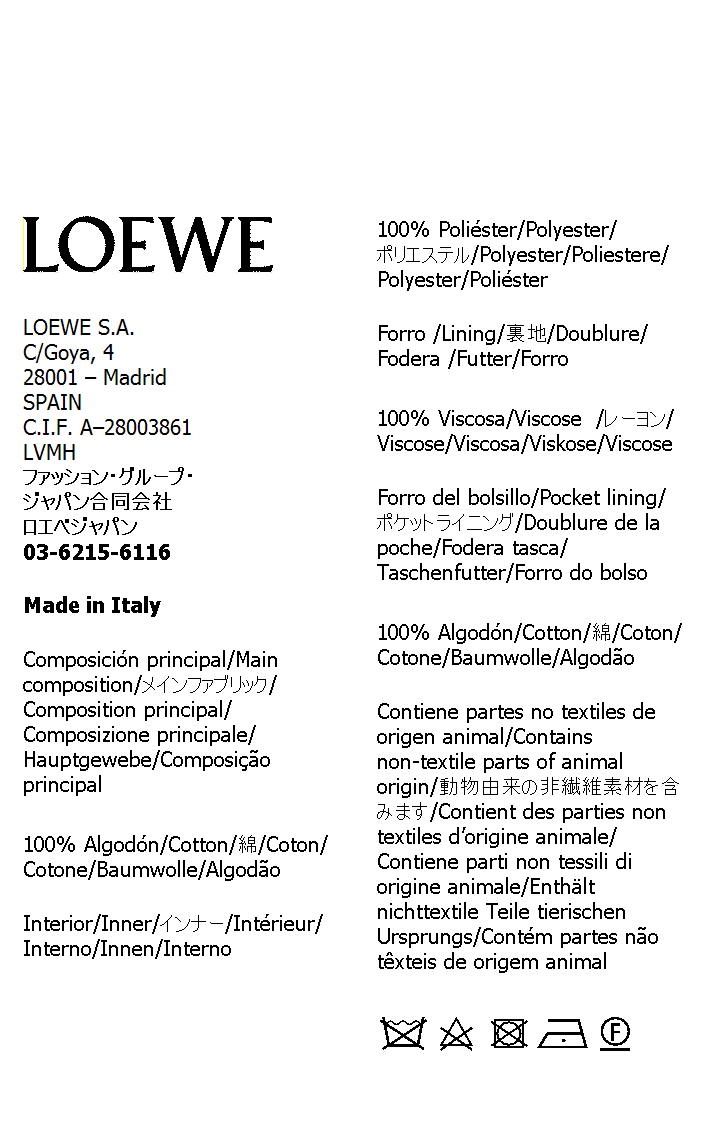 LOEWE
LOEWE S.A.
C/Goya, 4
28001 – Madrid
SPAIN
C.I.F. A–28003861
LVMH
ファッション・グループ・
ジャパン合同会社
ロエベジャパン
03-6215-6116
Made in Italy
Composición principal/Main
composition/メインファブリック/
Composition principal/
Composizione principale/
Hauptgewebe/Composição
principal
100% Algodón/Cotton/綿/Coton/
Cotone/Baumwolle/Algodão
Interior/Inner/インナー/Intérieur/
Interno/Innen/Interno
100% Poliéster/Polyester/
ポリエステル/Polyester/Poliestere/
Polyester/Poliéster
Forro /Lining/裏地/Doublure/
Fodera /Futter/Forro
100% Viscosa/Viscose /レーヨン/
Viscose/Viscosa/Viskose/Viscose
Forro del bolsillo/Pocket lining/
ポケットライニング/Doublure de la
poche/Fodera tasca/
Taschenfutter/Forro do bolso
100% Algodón/Cotton/綿/Coton/
Cotone/Baumwolle/Algodão
Contiene partes no textiles de
origen animal/Contains
non-textile parts of animal
origin/動物由来の非繊維素材を含
みます/Contient des parties non
textiles d’origine animale/
Contiene parti non tessili di
origine animale/Enthält
nichttextile Teile tierischen
Ursprungs/Contém partes não
têxteis de origem animal
F